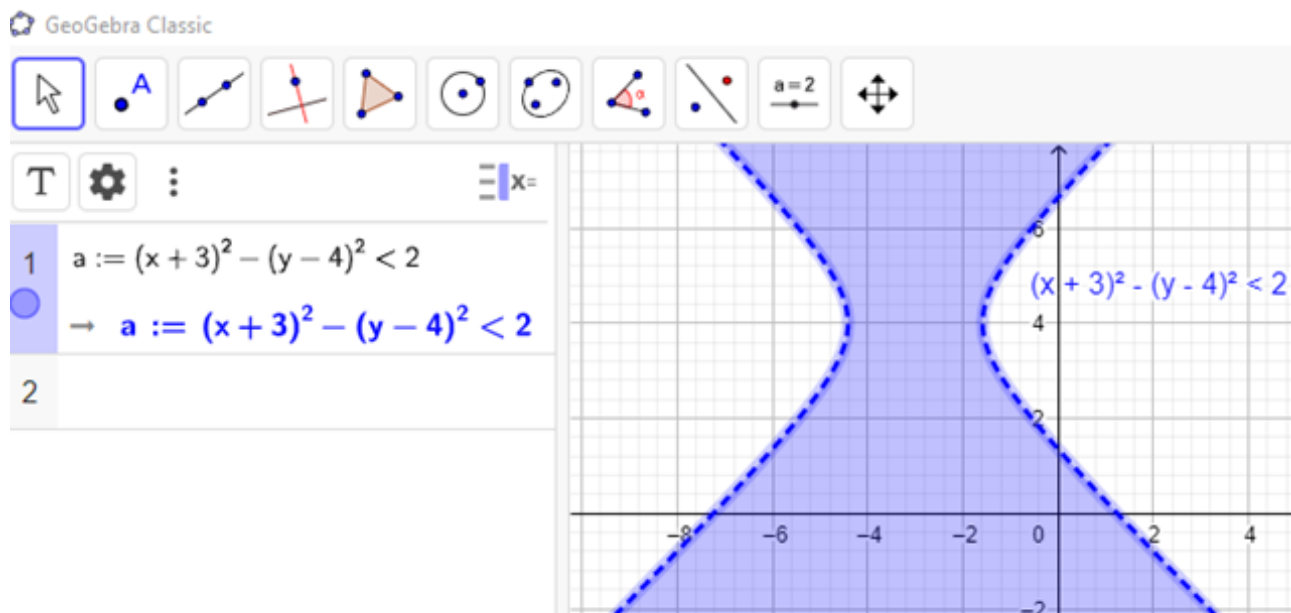 GeoGebra Classic
A
α
a = 2
T
x=
1
a := (x + 3)² − (y − 4)² < 2
→ a := (x + 3)² − (y − 4)² < 2
2
6
(x + 3)² - (y - 4)² < 2
4
2
−8 −6 −4 −2 0 2 4
−2